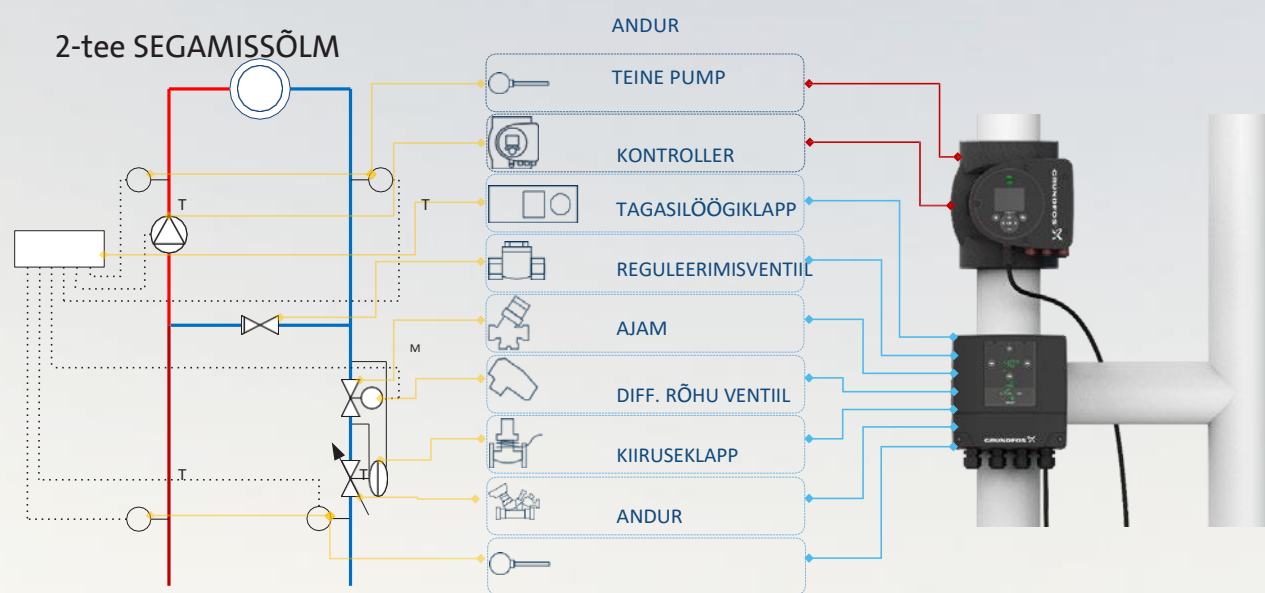 ANDUR
2-tee SEGAMISSÕLM
TEINE PUMP
KONTROLLER
T
T
TAGASILÖÖGIKLAPP
REGULEERIMISVENTIIL
AJAM
M
DIFF. RÕHU VENTIIL
KIIRUSEKLAPP
T
T
ANDUR
GRUNDFOS
GRUNDFOS